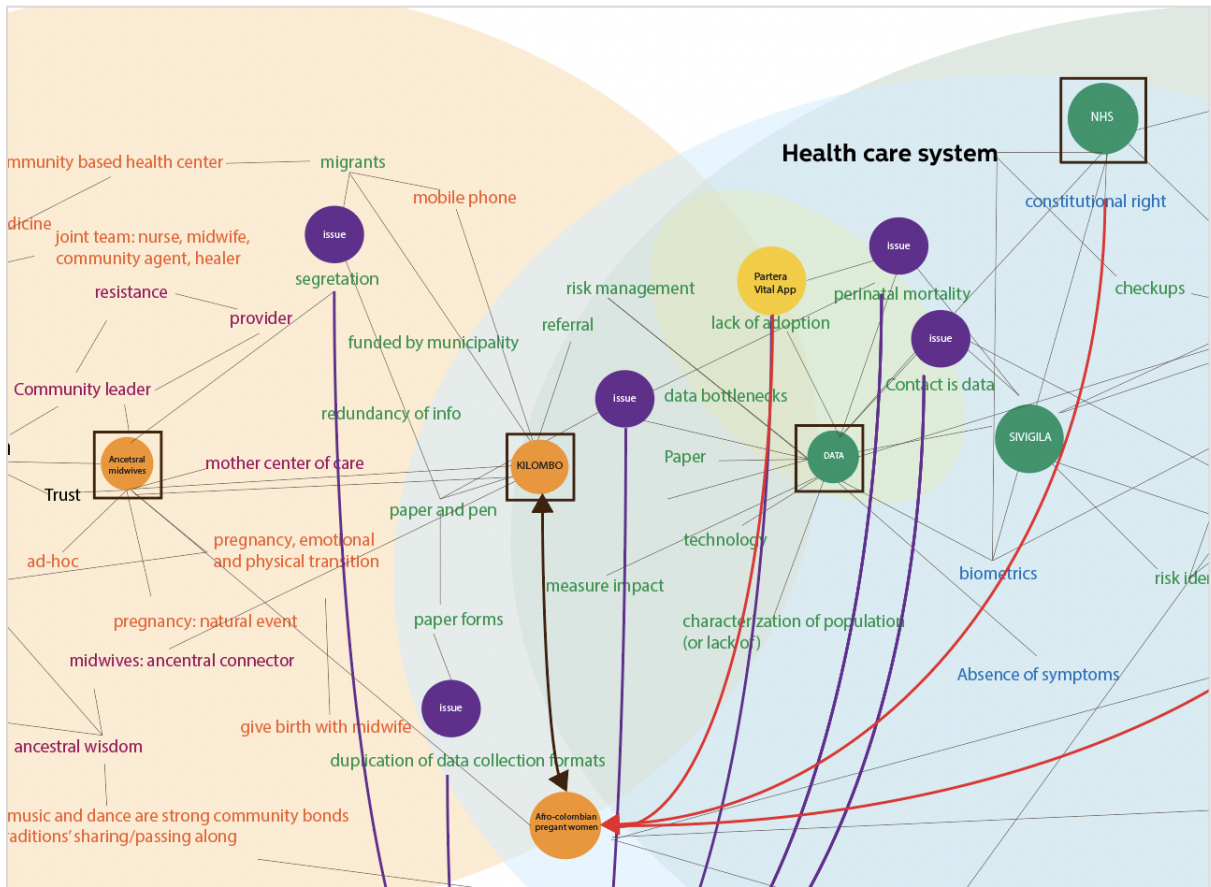 NHS
Health care system
mmunity based health center
migrants
mobile phone
constitutional right
dicine
joint team: nurse, midwife,
community agent, healer
issue
issue
segretation
Partera
Vital App
perinatal mortality
checkups
resistance
risk management
provider
referral
lack of adoption
issue
funded by municipality
Community leader
issue
data bottlenecks
Contact is data
redundancy of info
SIVIGILA
Ancetsral
midwives
mother center of care
KILOMBO
Paper
DATA
Trust
paper and pen
ad-hoc
pregnancy, emotional
and physical transition
technology
measure impact
biometrics
risk iden
pregnancy: natural event
paper forms
characterization of population
(or lack of)
midwives: ancentral connector
Absence of symptoms
issue
give birth with midwife
ancestral wisdom
duplication of data collection formats
music and dance are strong community bonds
raditions' sharing/passing along
Afro-colombian
pregant women